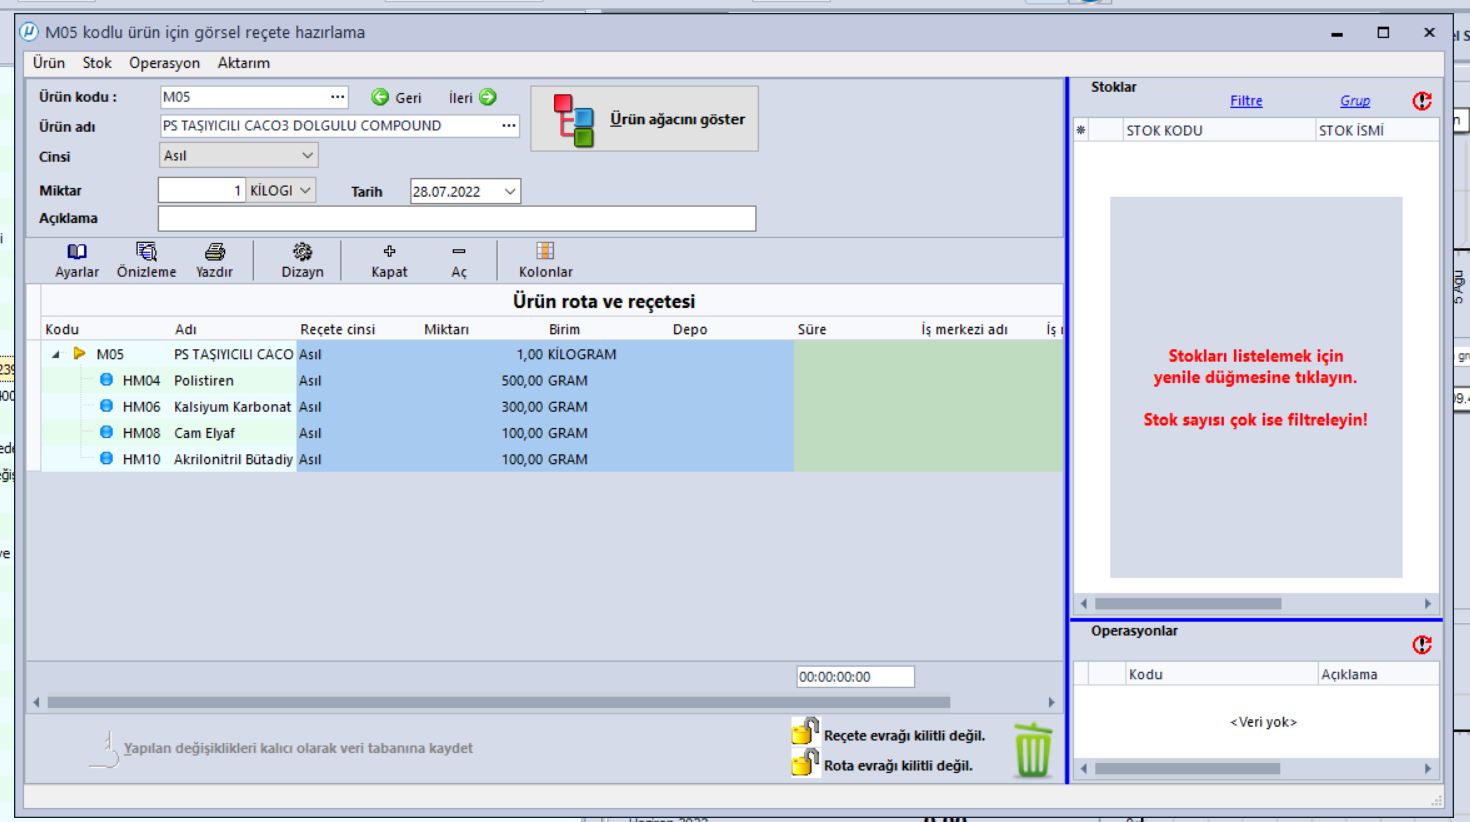 M05 kodlu ürün için görsel reçete hazırlama
Ürün Stok Operasyon Aktarım
Ürün kodu : M05 ... Geri İleri
Ürün adı PS TAŞIYICILI CACO3 DOLGULU COMPOUND ...
Ürün ağacını göster
Cinsi Asıl
Miktar 1 KİLOGI Tarih 28.07.2022
Açıklama
Ayarlar Önizleme Yazdır Dizayn Kapat Aç Kolonlar
Ürün rota ve reçetesi
Kodu Adı Reçete cinsi Miktarı Birim Depo Süre İş merkezi adı İş
M05 PS TAŞIYICILI CACO Asıl 1,00 KİLOGRAM
HM04 Polistiren Asıl 500,00 GRAM
HM06 Kalsiyum Karbonat Asıl 300,00 GRAM
HM08 Cam Elyaf Asıl 100,00 GRAM
HM10 Akrilonitril Bütadiy Asıl 100,00 GRAM
00:00:00:00
Yapılan değişiklikleri kalıcı olarak veri tabanına kaydet
Reçete evrağı kilitli değil.
Rota evrağı kilitli değil.
Stoklar
Filtre Grup
STOK KODU STOK İSMİ
Stokları listelemek için
yenile düğmesine tıklayın.
Stok sayısı çok ise filtreleyin!
Operasyonlar
Kodu Açıklama
<Veri yok>
5 Ağu